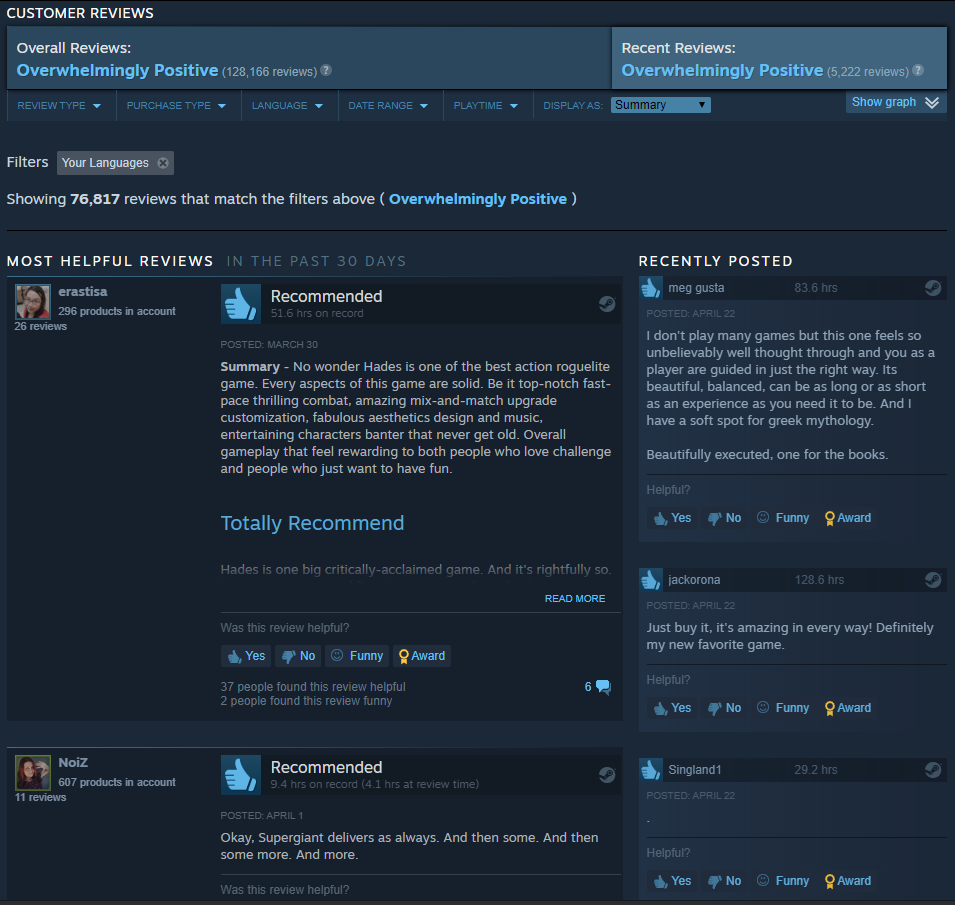 CUSTOMER REVIEWS
Overall Reviews:
Overwhelmingly Positive (128,166 reviews) ?
Recent Reviews:
Overwhelmingly Positive (5,222 reviews) ?
REVIEW TYPE PURCHASE TYPE LANGUAGE DATE RANGE PLAYTIME DISPLAY AS: Summary Show graph
Filters Your Languages
Showing 76,817 reviews that match the filters above ( Overwhelmingly Positive )
MOST HELPFUL REVIEWS IN THE PAST 30 DAYS
erastisa
296 products in account
26 reviews
Recommended
51.6 hrs on record
POSTED: MARCH 30
Summary - No wonder Hades is one of the best action roguelite
game. Every aspects of this game are solid. Be it top-notch fast-
pace thrilling combat, amazing mix-and-match upgrade
customization, fabulous aesthetics design and music,
entertaining characters banter that never get old. Overall
gameplay that feel rewarding to both people who love challenge
and people who just want to have fun.
Totally Recommend
Hades is one big critically-acclaimed game. And it's rightfully so.
READ MORE
Was this review helpful?
Yes No Funny Award
37 people found this review helpful
2 people found this review funny
6
NoiZ
607 products in account
11 reviews
Recommended
9.4 hrs on record (4.1 hrs at review time)
POSTED: APRIL 1
Okay, Supergiant delivers as always. And then some. And then
some more. And more.
Was this review helpful?
RECENTLY POSTED
meg gusta 83.6 hrs
POSTED: APRIL 22
I don't play many games but this one feels so
unbelievably well thought through and you as a
player are guided in just the right way. Its
beautiful, balanced, can be as long or as short
as an experience as you need it to be. And I
have a soft spot for greek mythology.
Beautifully executed, one for the books.
Helpful?
Yes No Funny Award
jackorona 128.6 hrs
POSTED: APRIL 22
Just buy it, it's amazing in every way! Definitely
my new favorite game.
Helpful?
Yes No Funny Award
Singland1 29.2 hrs
POSTED: APRIL 22
.
Helpful?
Yes No Funny Award